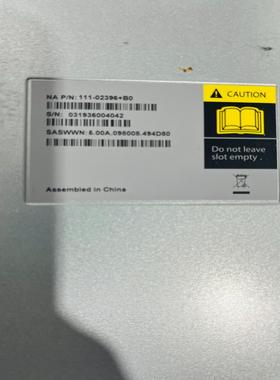 NA P/N: 111-02396+B0
S/N: 031936004042
SASWWN: 5.00A.098005.494D80
Assembled in China
CAUTION
Do not leave
slot empty .